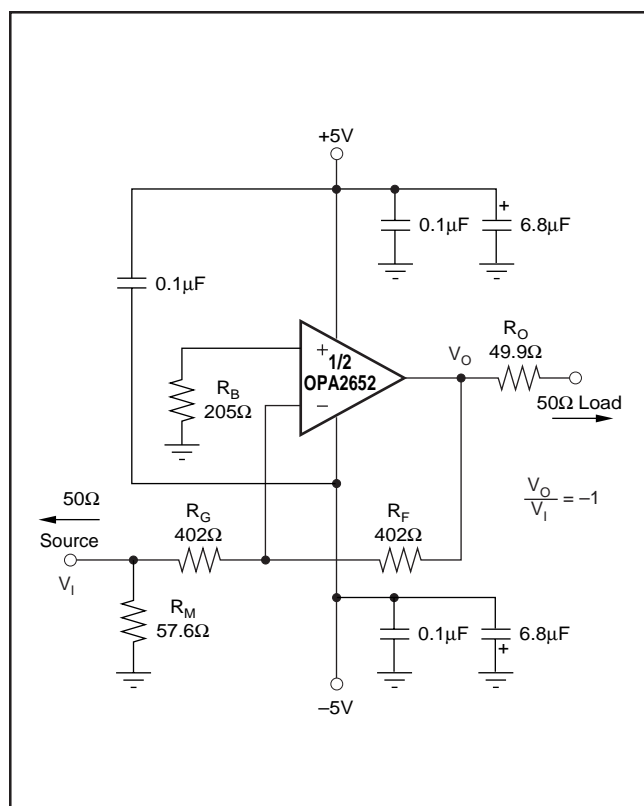 +5V
0.1μF
6.8μF
+
0.1μF
+
1/2
OPA2652
−
R_B
205Ω
V_O
R_O
49.9Ω
50Ω Load
V_O
V_I
= −1
50Ω
Source
V_I
R_G
402Ω
R_F
402Ω
R_M
57.6Ω
0.1μF
6.8μF
+
−5V